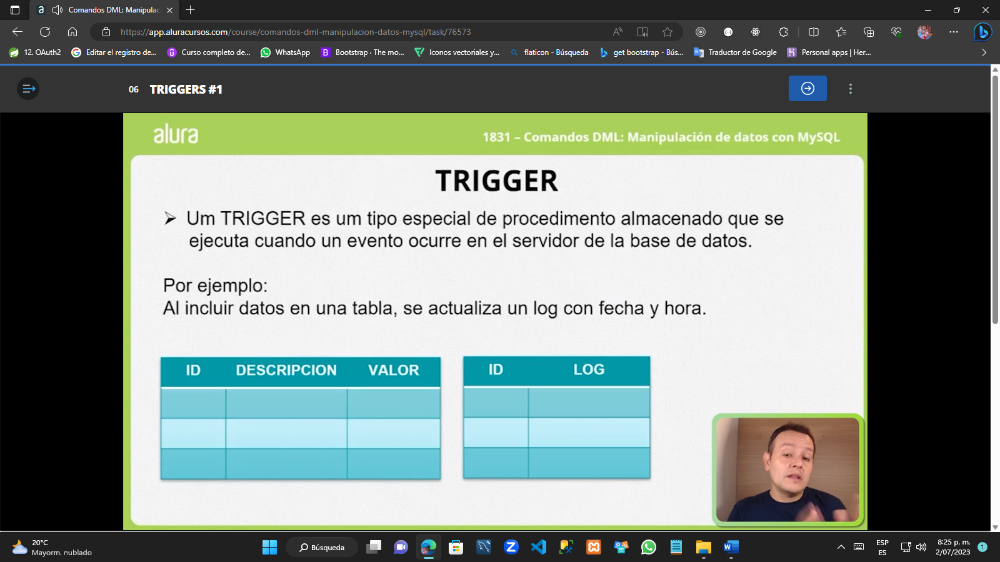 Comandos DML: Manipulac
https://app.aluracursos.com/course/comandos-dml-manipulacion-datos-mysql/task/76573
12. OAuth2
Editar el registro de...
Curso completo de...
WhatsApp
Bootstrap · The mo...
Iconos vectoriales y...
flaticon - Búsqueda
get bootstrap - Bús...
Traductor de Google
Personal apps | Her...
06 TRIGGERS #1
alura
1831 – Comandos DML: Manipulación de datos con MySQL
TRIGGER
➤ Um TRIGGER es um tipo especial de procedimento almacenado que se
ejecuta cuando un evento ocurre en el servidor de la base de datos.
Por ejemplo:
Al incluir datos en una tabla, se actualiza un log con fecha y hora.
ID DESCRIPCION VALOR
ID LOG
20°C
Mayorm. nublado
Búsqueda
ESP
ES
8:25 p. m.
2/07/2023
1